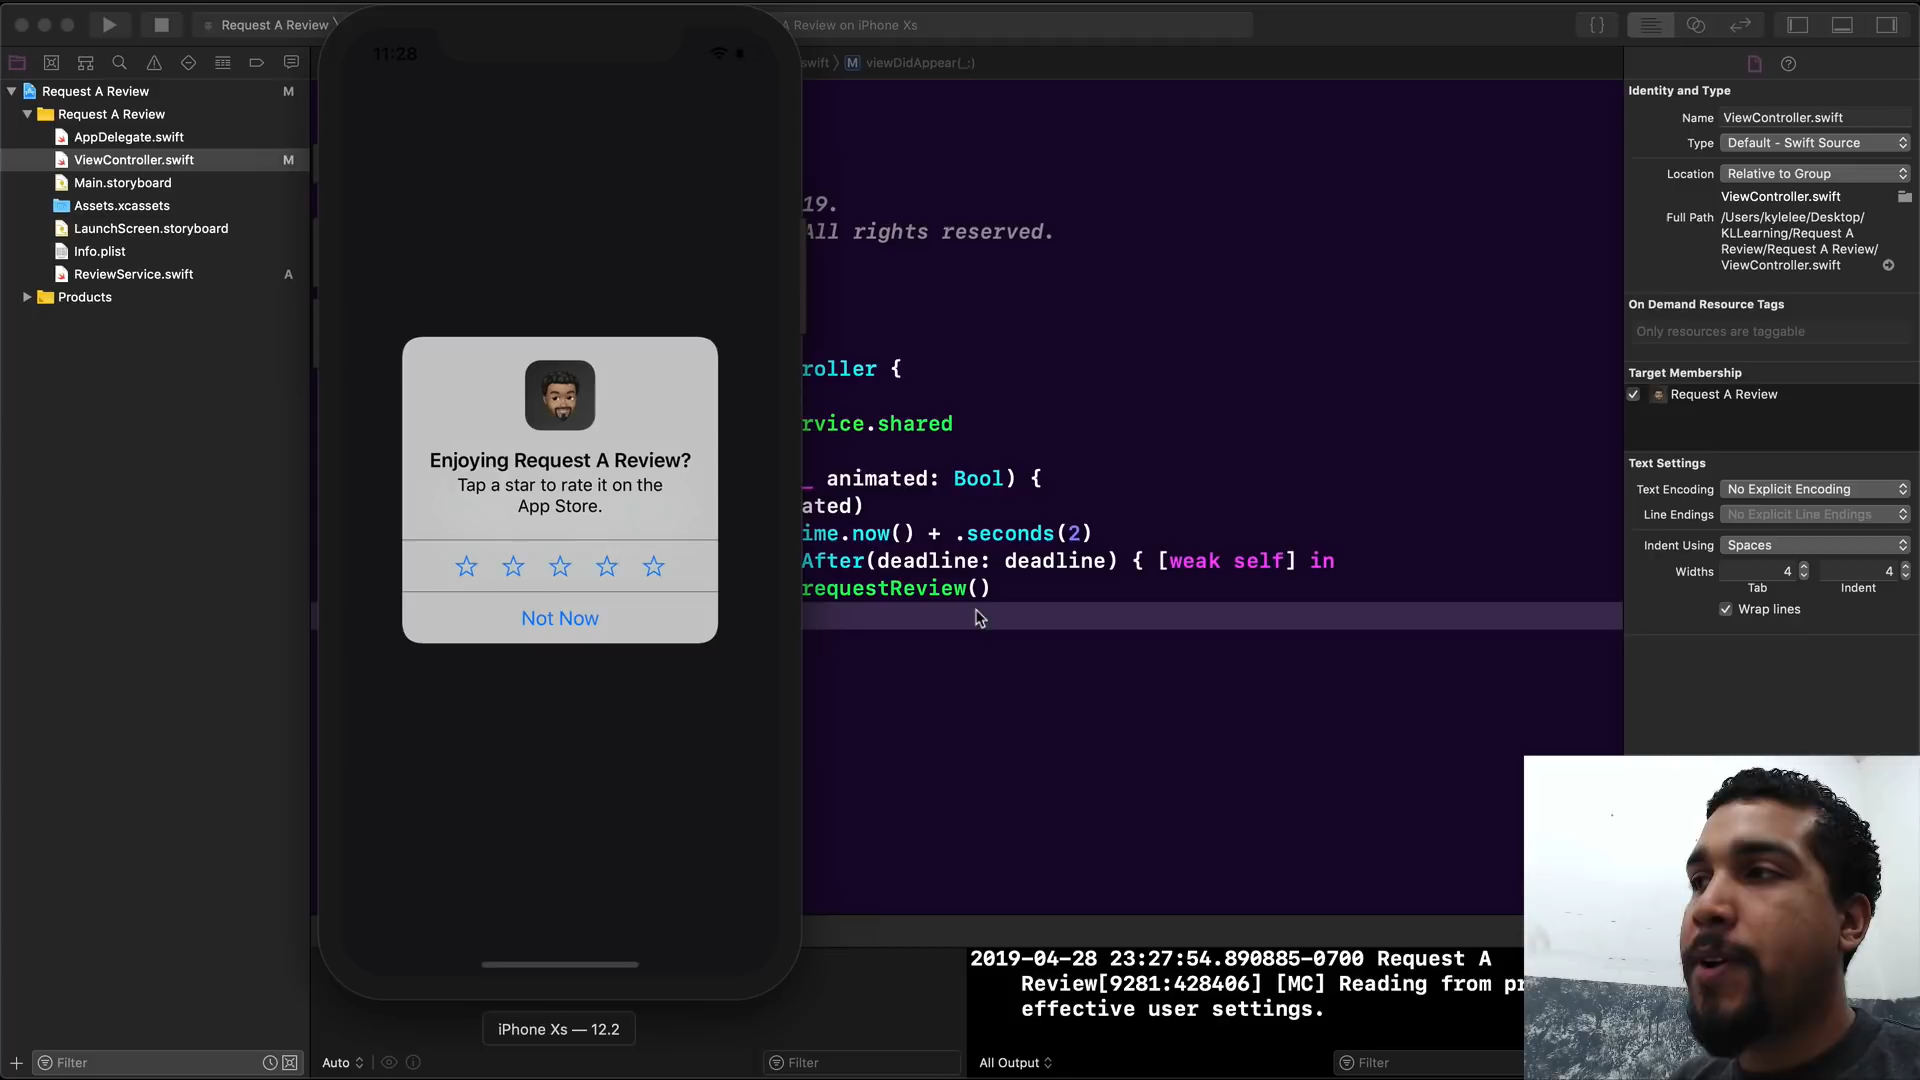 Request A Review
A Review on iPhone Xs
11:28
swift
M
viewDidAppear(_:)
Request A Review
M
Request A Review
AppDelegate.swift
ViewController.swift
M
Main.storyboard
Assets.xcassets
LaunchScreen.storyboard
Info.plist
ReviewService.swift
A
Products
Enjoying Request A Review?
Tap a star to rate it on the
App Store.
Not Now
iPhone Xs — 12.2
19.
All rights reserved.
roller {
rvice.shared
_ animated: Bool) {
ated)
ime.now() + .seconds(2)
After(deadline: deadline) { [weak self] in
requestReview()
Identity and Type
Name
ViewController.swift
Type
Default - Swift Source
Location
Relative to Group
ViewController.swift
Full Path
/Users/kylelee/Desktop/
KLLearning/Request A
Review/Request A Review/
ViewController.swift
On Demand Resource Tags
Only resources are taggable
Target Membership
Request A Review
Text Settings
Text Encoding
No Explicit Encoding
Line Endings
No Explicit Line Endings
Indent Using
Spaces
Widths
4
4
Tab
Indent
Wrap lines
2019-04-28 23:27:54.890885-0700 Request A
Review[9281:428406] [MC] Reading from pr
effective user settings.
Filter
Auto
Filter
All Output
Filter